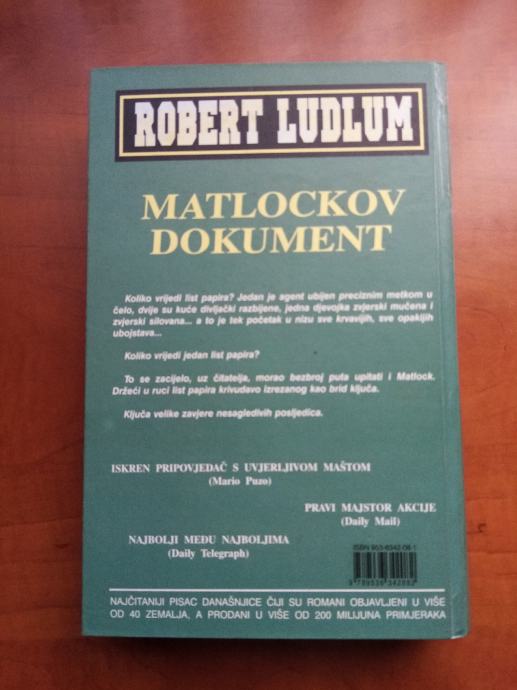 ROBERT LUDLUM
MATLOCKOV
DOKUMENT
Koliko vrijedi list papira? Jedan je agent ubijen preciznim metkom u
čelo, dvije su kuće divljački razbijene, jedna djevojka zvjerski mučena i
zvjerski silovana... a to je tek početak u nizu sve krvavijih, sve opakijih
ubojstava...
Koliko vrijedi jedan list papira?
To se zacijelo, uz čitatelja, morao bezbroj puta upitati i Matlock.
Držeći u ruci list papira krivudavo izrezanog kao brid ključa.
Ključa velike zavjere nesagledivih posljedica.
ISKREN PRIPOVJEDAČ S UVJERLJIVOM MAŠTOM
(Mario Puzo)
PRAVI MAJSTOR AKCIJE
(Daily Mail)
NAJBOLJI MEĐU NAJBOLJIMA
(Daily Telegraph)
ISBN 953-6342-08-1
NAJČITANIJI PISAC DANAŠNJICE ČIJI SU ROMANI OBJAVLJENI U VIŠE
OD 40 ZEMALJA, A PRODANI U VIŠE OD 200 MILIJUNA PRIMJERAKA